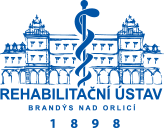 REHABILITAČNÍ ÚSTAV
BRANDÝS NAD ORLICÍ
1898